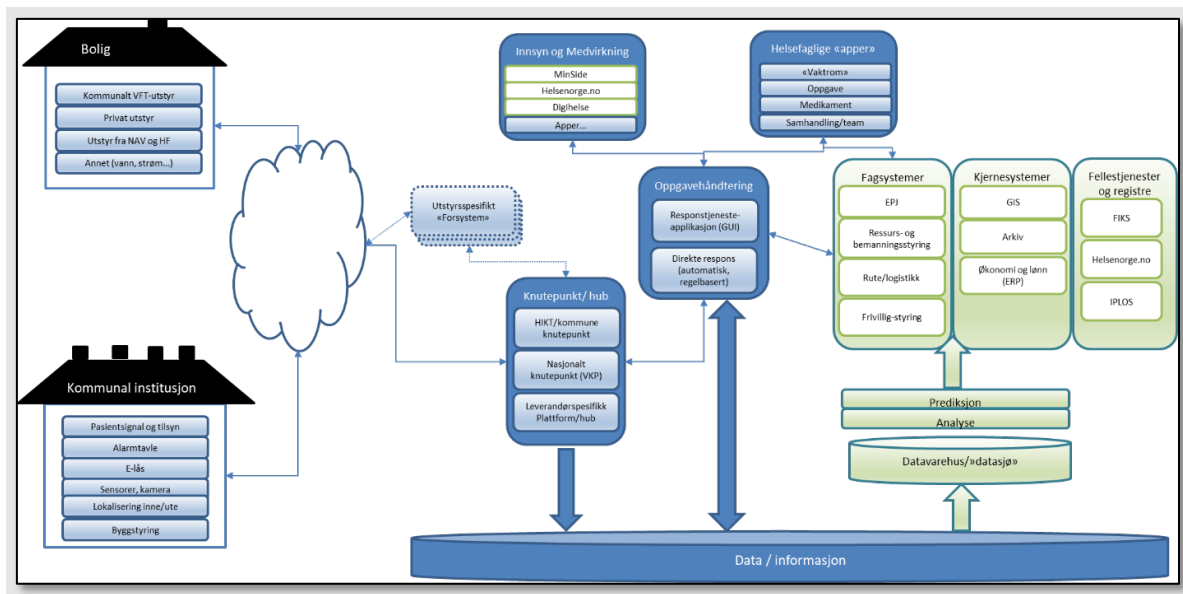 Bolig
Kommunalt VFT-utstyr
Privat utstyr
Utstyr fra NAV og HF
Annet (vann, strøm...)
Kommunal institusjon
Pasientsignal og tilsyn
Alarmtavle
E-lås
Sensorer, kamera
Lokalisering inne/ute
Byggstyring
Utstyrsspesifikt
«Forsystem»
Knutepunkt/ hub
HIKT/kommune
knutepunkt
Nasjonalt
knutepunkt (VKP)
Leverandørspesifikk
Plattform/hub
Innsyn og Medvirkning
MinSide
Helsenorge.no
Digihelse
Apper...
Helsefaglige «apper»
«Vaktrom»
Oppgave
Medikament
Samhandling/team
Oppgavehåndtering
Responstjeneste-
applikasjon (GUI)
Direkte respons
(automatisk,
regelbasert)
Fagsystemer
EPJ
Ressurs- og
bemanningsstyring
Rute/logistikk
Frivillig-styring
Kjernesystemer
GIS
Arkiv
Økonomi og lønn
(ERP)
Fellestjenester
og registre
FIKS
Helsenorge.no
IPLOS
Prediksjon
Analyse
Datavarehus/»datasjø»
Data / informasjon